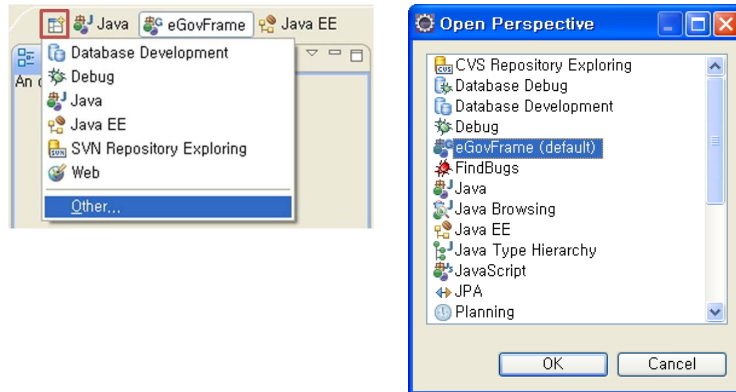 Java eGovFrame Java EE
Database Development
An
Debug
Java
Java EE
SVN Repository Exploring
Web
Other...
Open Perspective
CVS Repository Exploring
Database Debug
Database Development
Debug
eGovFrame (default)
FindBugs
Java
Java Browsing
Java EE
Java Type Hierarchy
JavaScript
JPA
Planning
OK Cancel